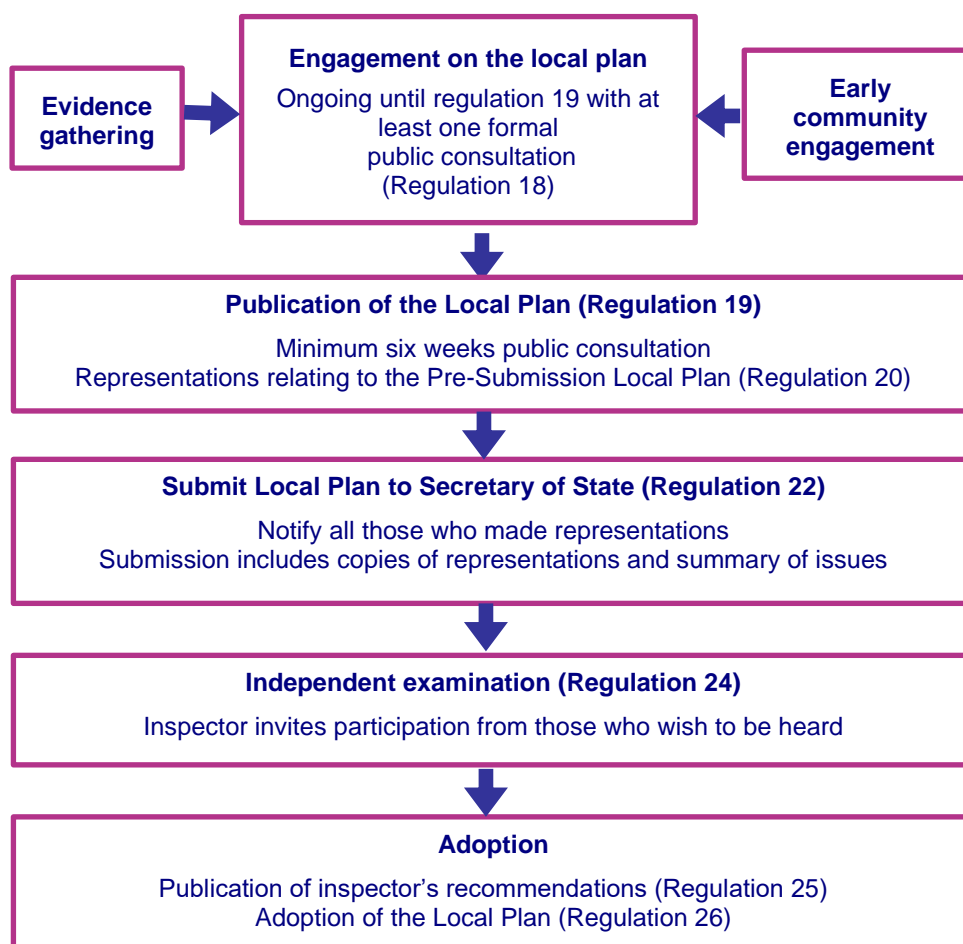 Evidence
gathering
Engagement on the local plan
Ongoing until regulation 19 with at
least one formal
public consultation
(Regulation 18)
Early
community
engagement
Publication of the Local Plan (Regulation 19)
Minimum six weeks public consultation
Representations relating to the Pre-Submission Local Plan (Regulation 20)
Submit Local Plan to Secretary of State (Regulation 22)
Notify all those who made representations
Submission includes copies of representations and summary of issues
Independent examination (Regulation 24)
Inspector invites participation from those who wish to be heard
Adoption
Publication of inspector’s recommendations (Regulation 25)
Adoption of the Local Plan (Regulation 26)